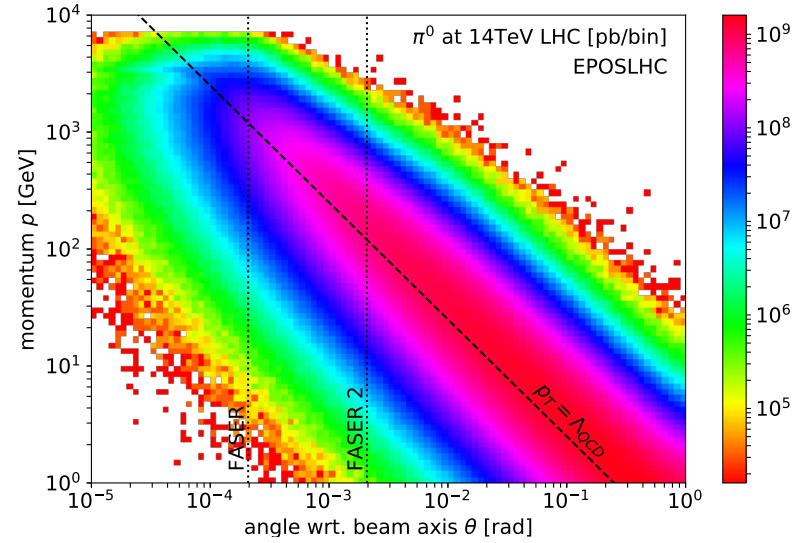 π⁰ at 14TeV LHC [pb/bin]
EPOSLHC
momentum p [GeV]
10⁴
10³
10²
10¹
10⁰
FASER
FASER 2
p_T = Λ_QCD
10⁻⁵
10⁻⁴
10⁻³
10⁻²
10⁻¹
10⁰
angle wrt. beam axis θ [rad]
10⁹
10⁸
10⁷
10⁶
10⁵